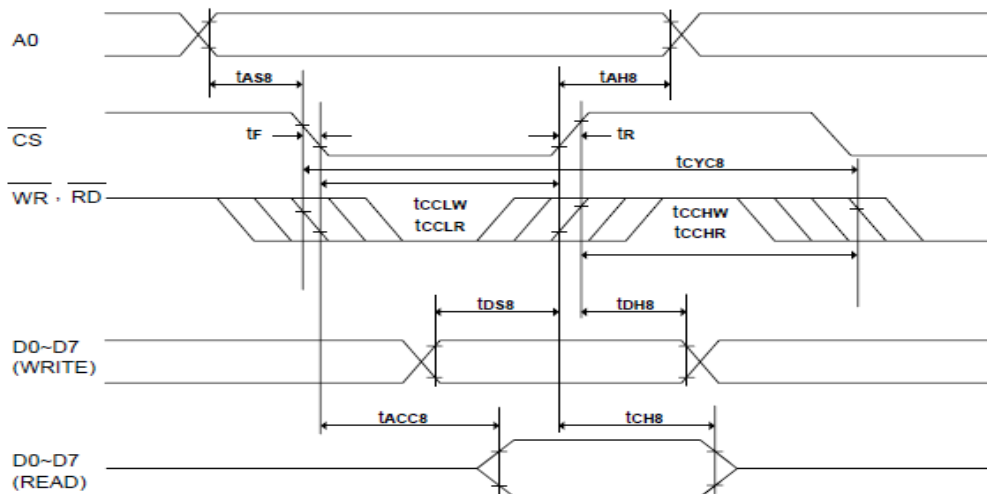 A0
tAS8
tAH8
CS
tF
tR
tCYC8
WR , RD
tCCLW
tCCLR
tCCHW
tCCHR
tDS8
tDH8
D0~D7
(WRITE)
tACC8
tCH8
D0~D7
(READ)